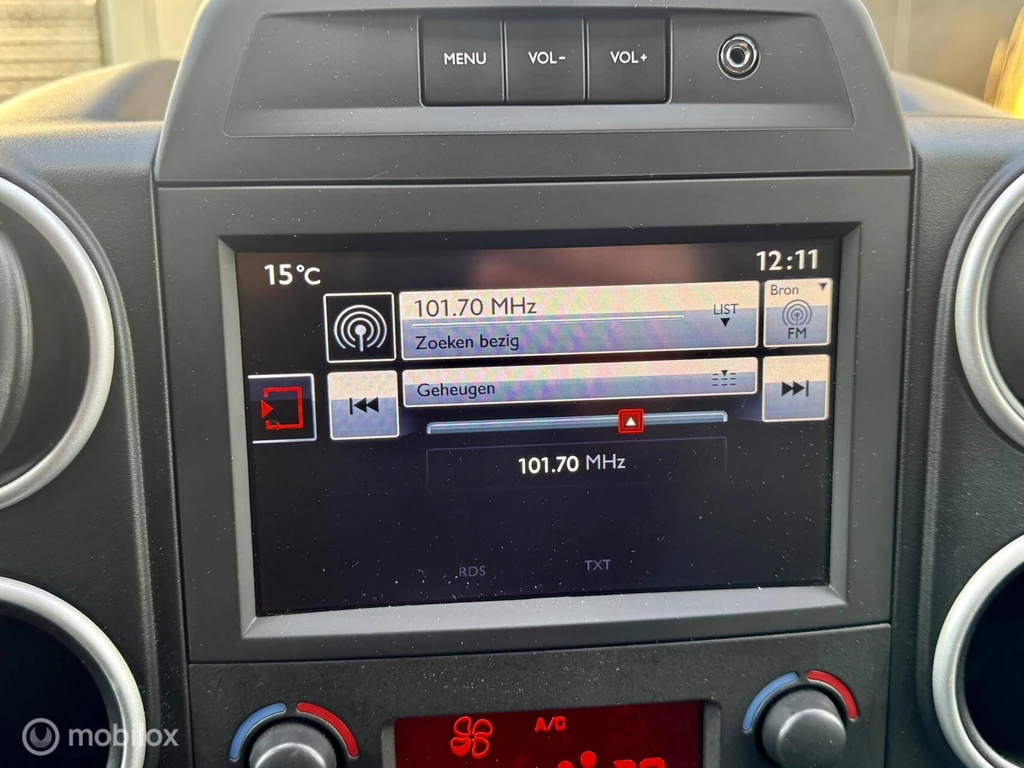 MENU VOL- VOL+
15°C 12:11
101.70 MHz LIST
Zoeken bezig
Bron
FM
Geheugen
101.70 MHz
RDS TXT
A/C
mobilox